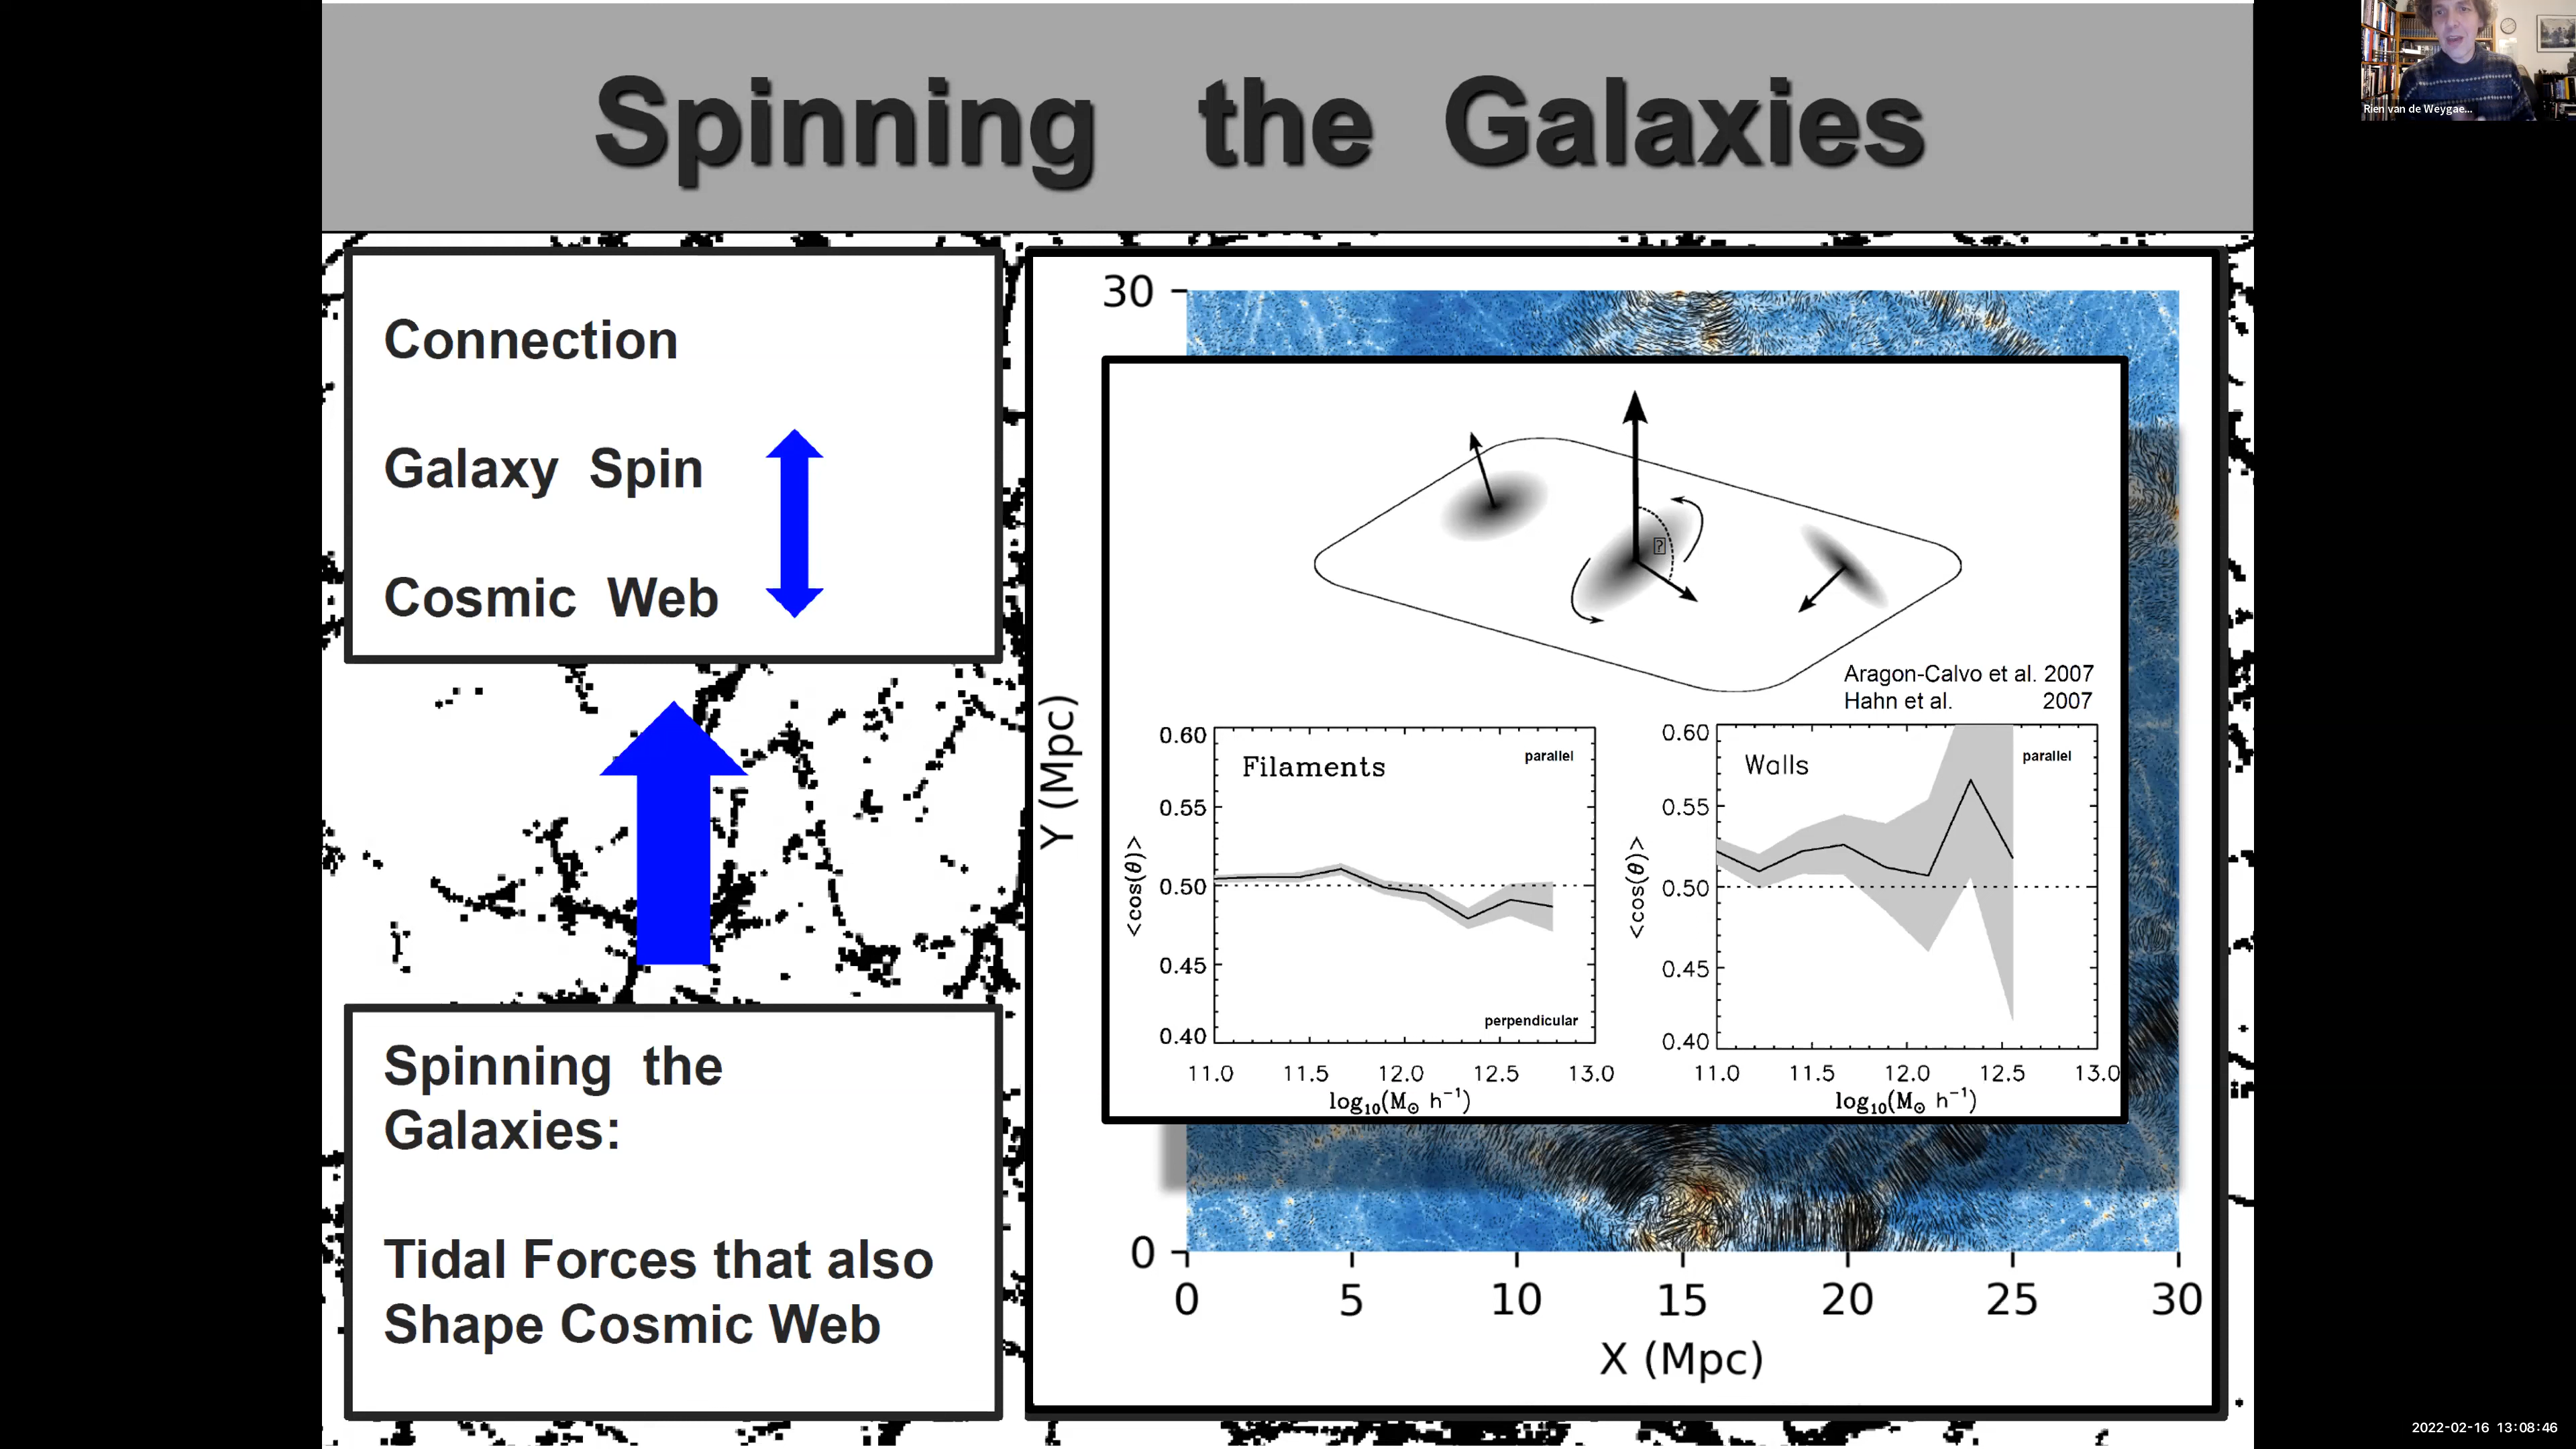 Spinning the Galaxies
Rien van de Weygae...
Connection
Galaxy Spin
Cosmic Web
Spinning the
Galaxies:
Tidal Forces that also
Shape Cosmic Web
30
Y (Mpc)
0
0 5 10 15 20 25 30
X (Mpc)
?
Aragon-Calvo et al. 2007
Hahn et al. 2007
0.60
0.55
0.50
0.45
0.40
<cos(θ)>
Filaments
parallel
perpendicular
11.0 11.5 12.0 12.5 13.0
log₁₀(M⊙ h⁻¹)
0.60
0.55
0.50
0.45
0.40
<cos(θ)>
Walls
parallel
11.0 11.5 12.0 12.5 13.0
log₁₀(M⊙ h⁻¹)
2022-02-16 13:08:46